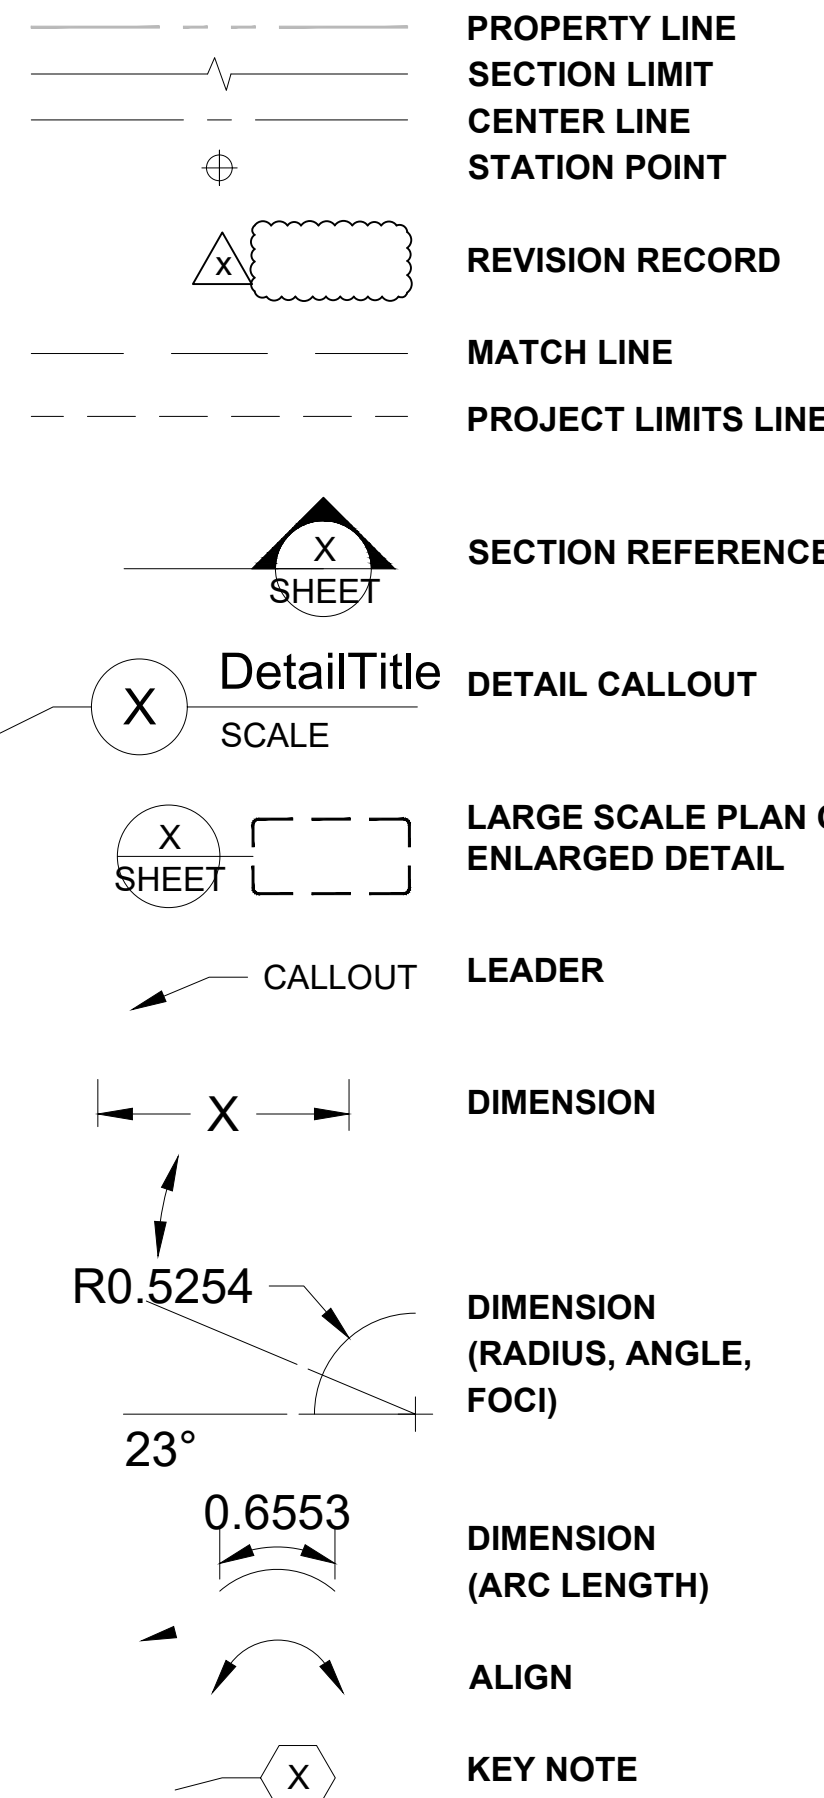 PROPERTY LINE
SECTION LIMIT
CENTER LINE
STATION POINT
X REVISION RECORD
MATCH LINE
PROJECT LIMITS LINE
X
SHEET
SECTION REFERENCE
X
DetailTitle
SCALE
DETAIL CALLOUT
X
SHEET
LARGE SCALE PLAN
ENLARGED DETAIL
CALLOUT LEADER
X DIMENSION
R0.5254
23°
DIMENSION
(RADIUS, ANGLE,
FOCI)
0.6553
DIMENSION
(ARC LENGTH)
ALIGN
X KEY NOTE